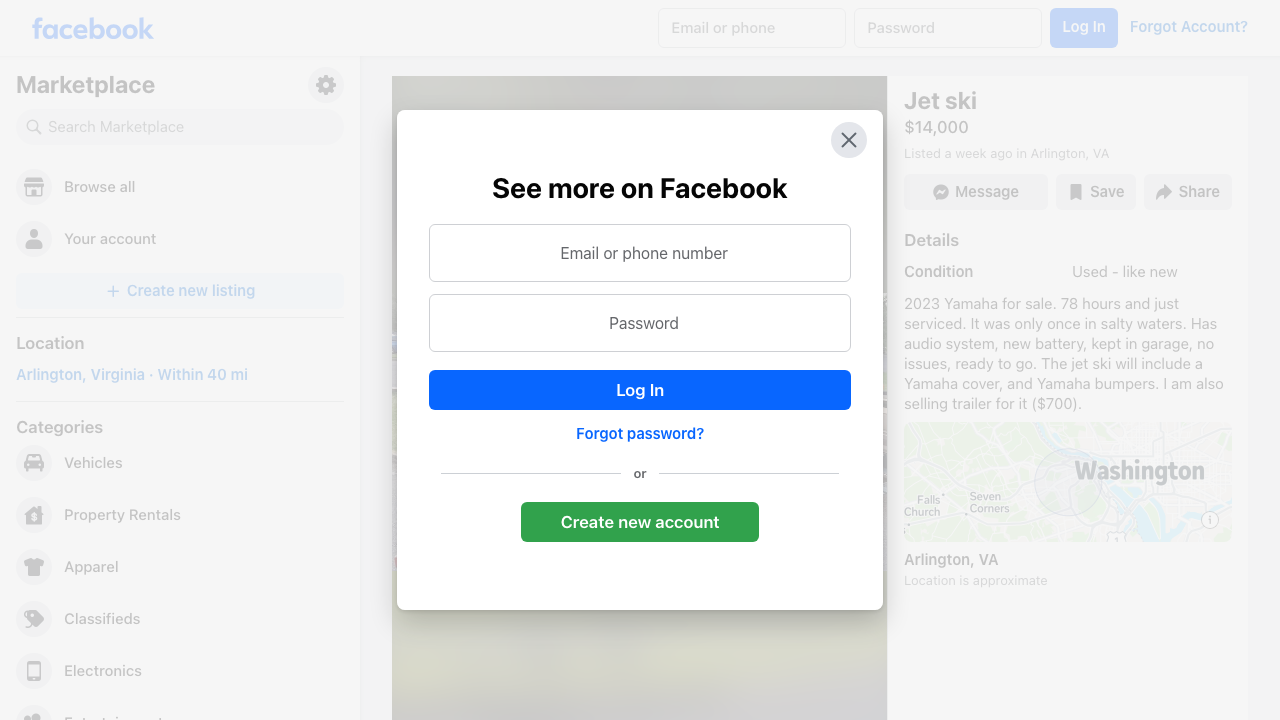 facebook
Email or phone
Password
Log In
Forgot Account?
Marketplace
Search Marketplace
Browse all
Your account
Create new listing
Location
Arlington, Virginia · Within 40 mi
Categories
Vehicles
Property Rentals
Apparel
Classifieds
Electronics
See more on Facebook
Email or phone number
Password
Log In
Forgot password?
or
Create new account
Jet ski
$14,000
Listed a week ago in Arlington, VA
Message
Save
Share
Details
Condition
Used - like new
2023 Yamaha for sale. 78 hours and just
serviced. It was only once in salty waters. Has
audio system, new battery, kept in garage, no
issues, ready to go. The jet ski will include a
Yamaha cover, and Yamaha bumpers. I am also
selling trailer for it ($700).
Washington
Falls
Church
Seven
Corners
Arlington, VA
Location is approximate